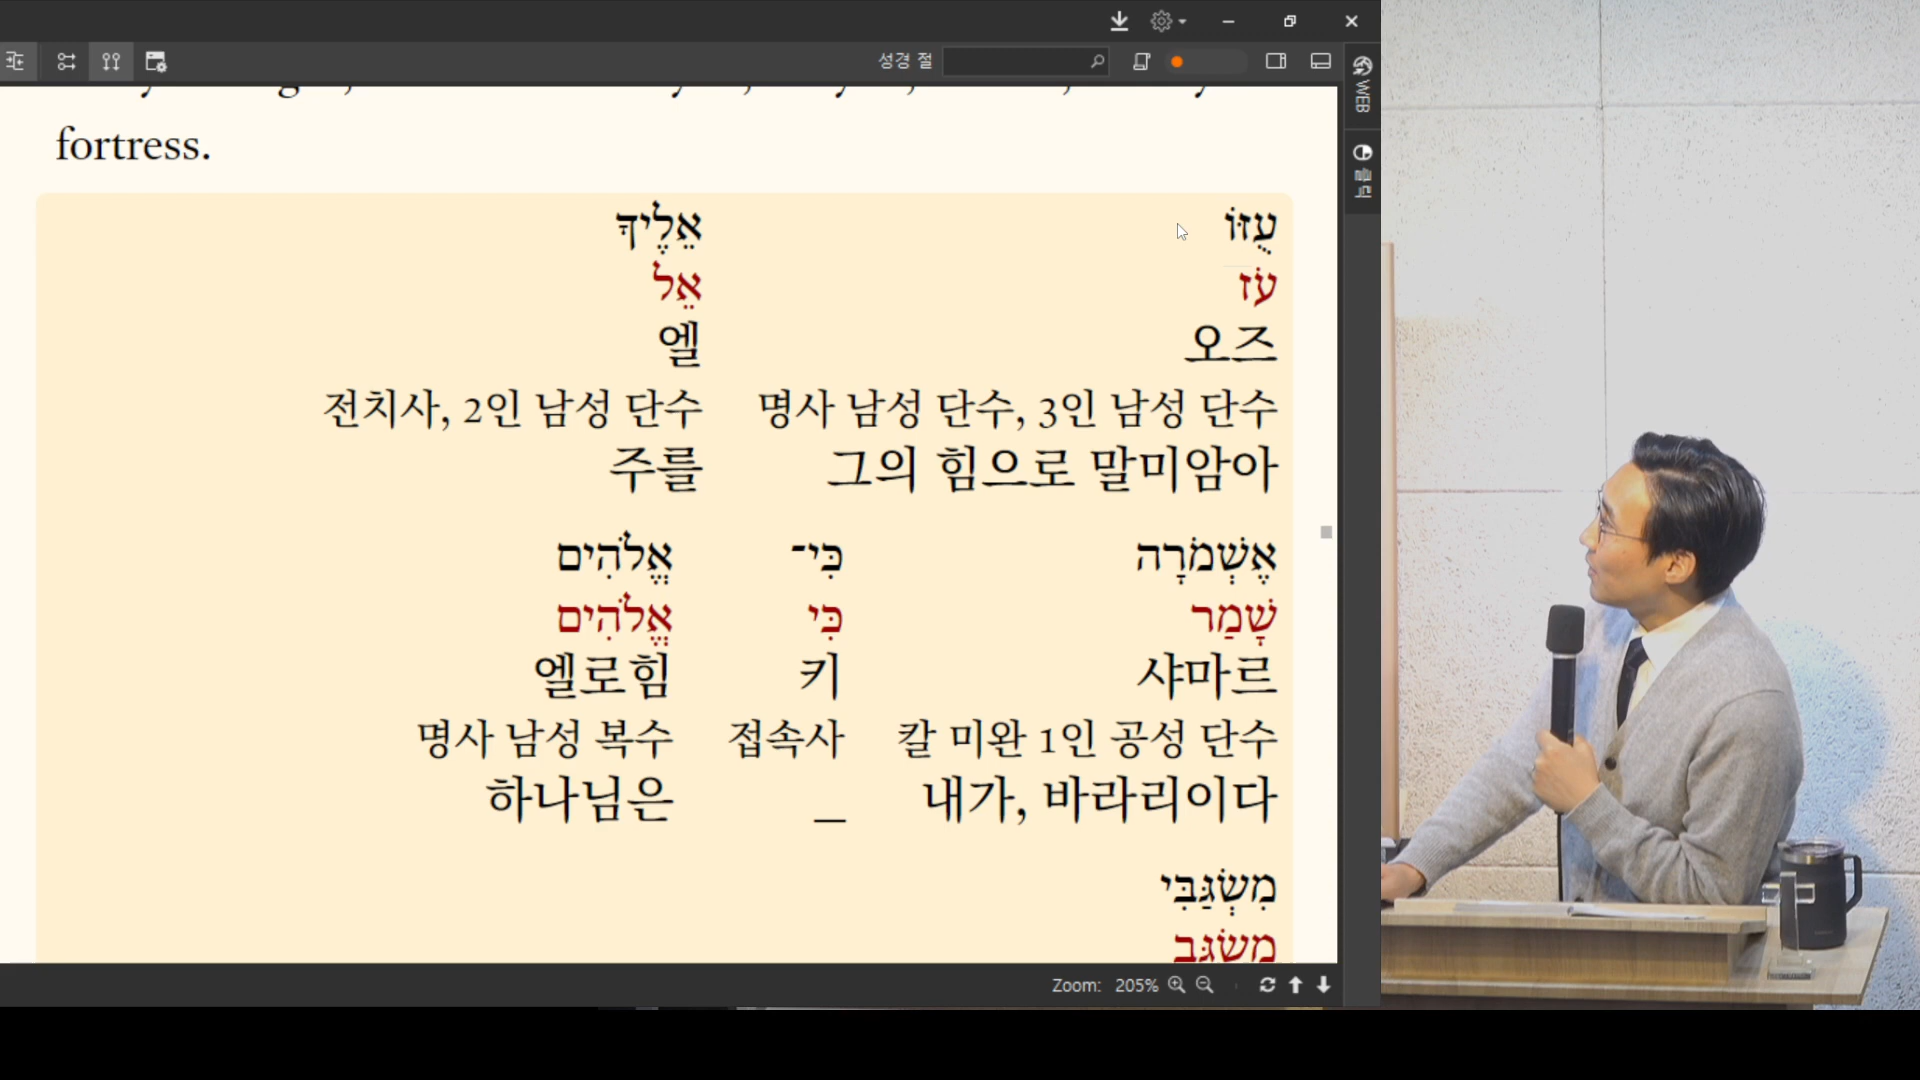 성경 절
WEB
클릭
fortress.
עֻזּוֹ אֵלֶיךָ
עֹז אֵל
오즈 엘
명사 남성 단수, 3인 남성 단수 전치사, 2인 남성 단수
그의 힘으로 말미암아 주를
אֶשְׁמֹרָה כִּי־ אֱלֹהִים
שָׁמַר כִּי אֱלֹהִים
샤마르 키 엘로힘
칼 미완 1인 공성 단수 접속사 명사 남성 복수
내가, 바라리이다 _ 하나님은
מִשְׂגַּבִּי
מִשְׂגָּב
Zoom: 205%